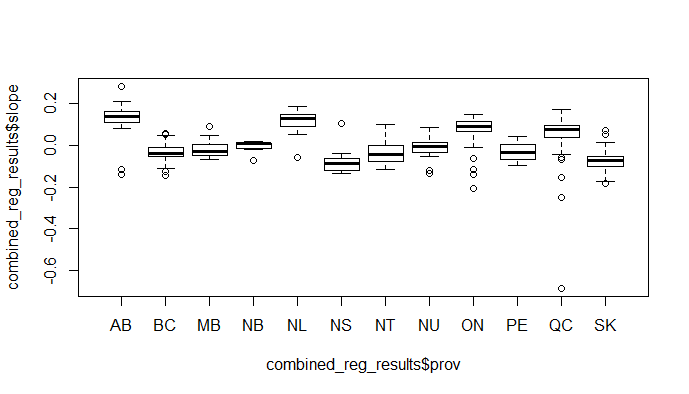 combined_reg_results$slope
0.2
0.0
-0.2
-0.4
-0.6
AB BC MB NB NL NS NT NU ON PE QC SK
combined_reg_results$prov